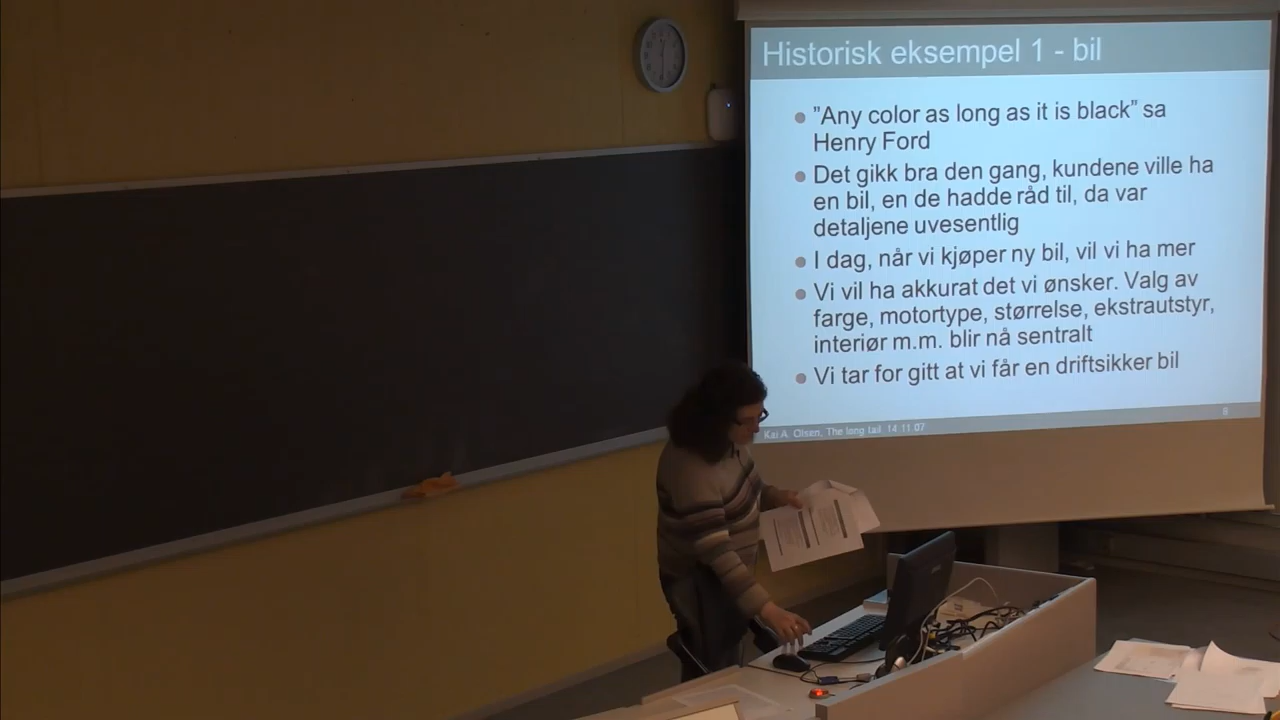 Historisk eksempel 1 - bil
"Any color as long as it is black" sa
Henry Ford
Det gikk bra den gang, kundene ville ha
en bil, en de hadde råd til, da var
detaljene uvesentlig
I dag, når vi kjøper ny bil, vil vi ha mer
Vi vil ha akkurat det vi ønsker. Valg av
farge, motortype, størrelse, ekstrautstyr,
interiør m.m. blir nå sentralt
Vi tar for gitt at vi får en driftsikker bil
Kai A. Olsen, The long tail 14 11 07